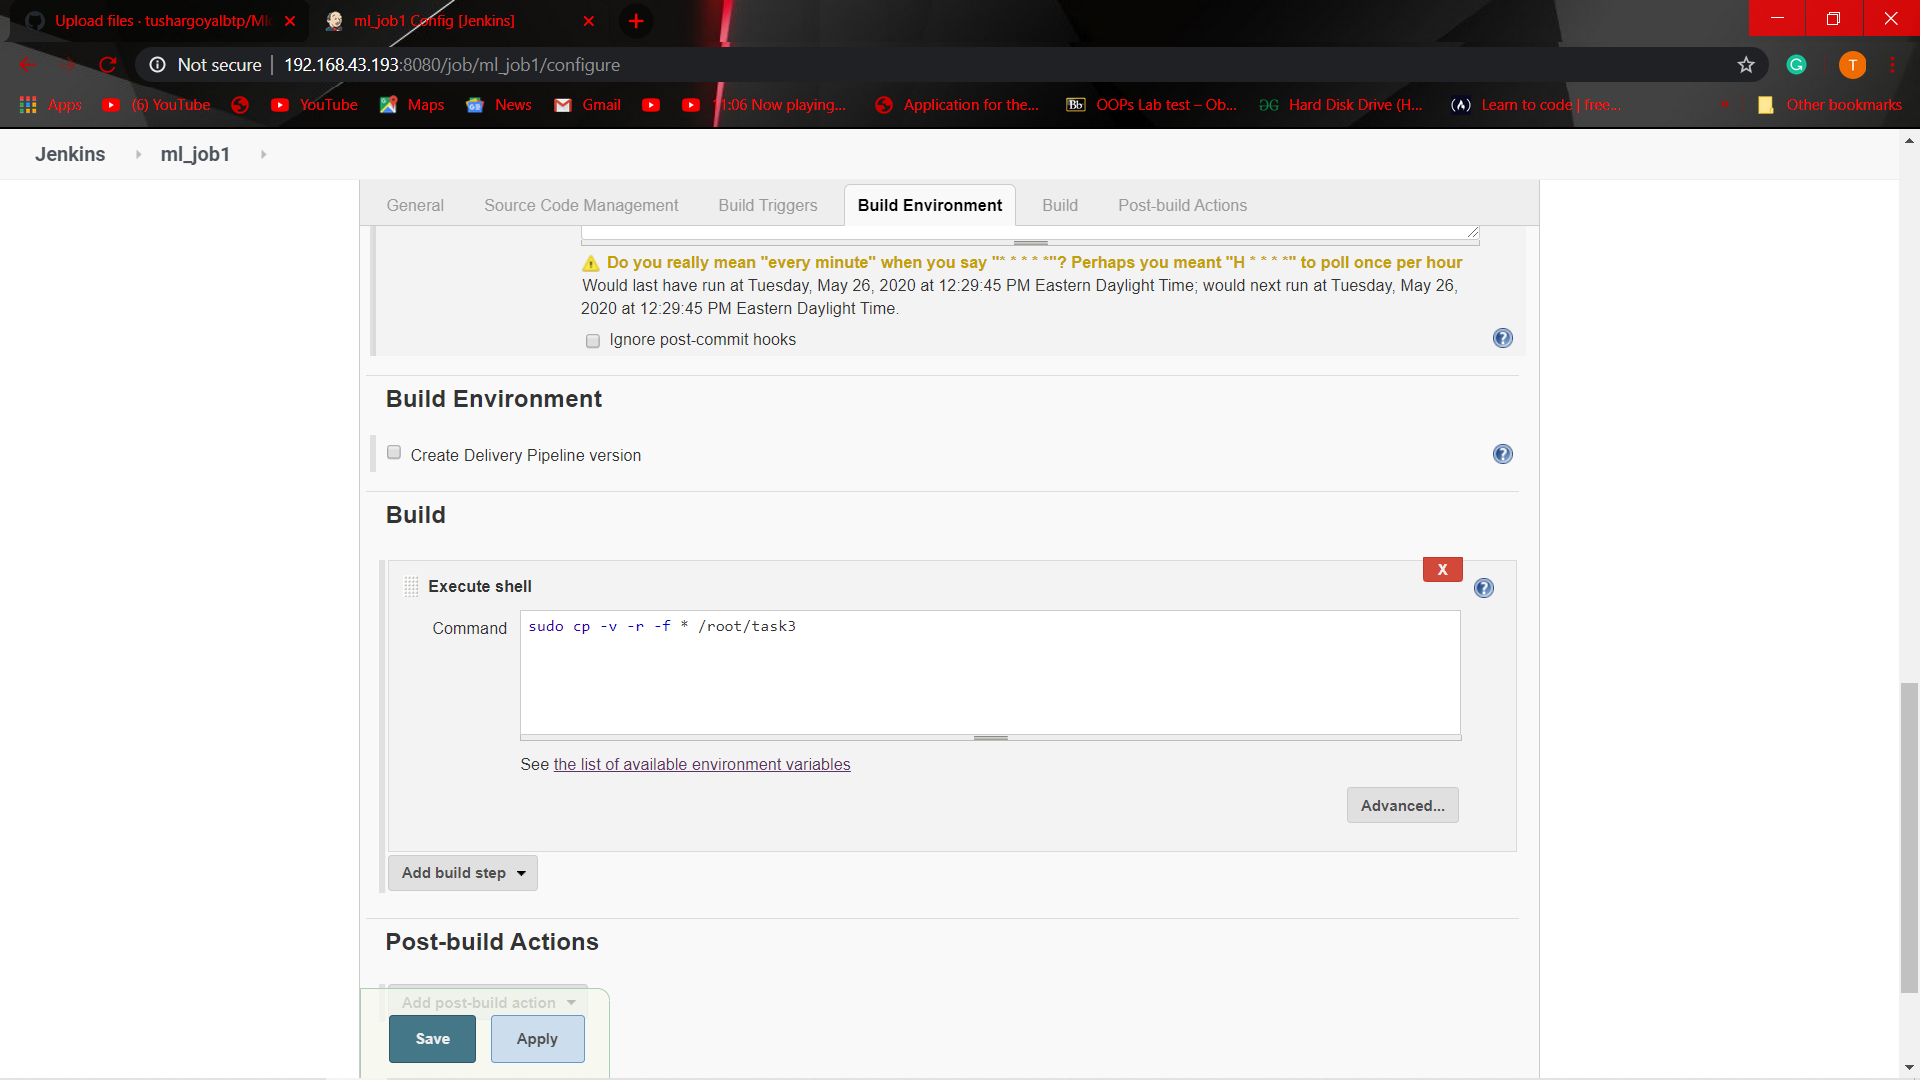 Upload files · tushargoyalbtp/Ml
ml_job1 Config [Jenkins]
Not secure | 192.168.43.193:8080/job/ml_job1/configure
T
Apps
(6) YouTube
YouTube
Maps
News
Gmail
11:06 Now playing...
Application for the...
Bb OOPs Lab test – Ob...
Hard Disk Drive (H...
Learn to code | free...
Other bookmarks
Jenkins
ml_job1
General
Source Code Management
Build Triggers
Build Environment
Build
Post-build Actions
Do you really mean "every minute" when you say "* * * * *"? Perhaps you meant "H * * * *" to poll once per hour
Would last have run at Tuesday, May 26, 2020 at 12:29:45 PM Eastern Daylight Time; would next run at Tuesday, May 26,
2020 at 12:29:45 PM Eastern Daylight Time.
Ignore post-commit hooks
Build Environment
Create Delivery Pipeline version
Build
X
Execute shell
Command
sudo cp -v -r -f * /root/task3
See the list of available environment variables
Advanced...
Add build step
Post-build Actions
Add post-build action
Save
Apply